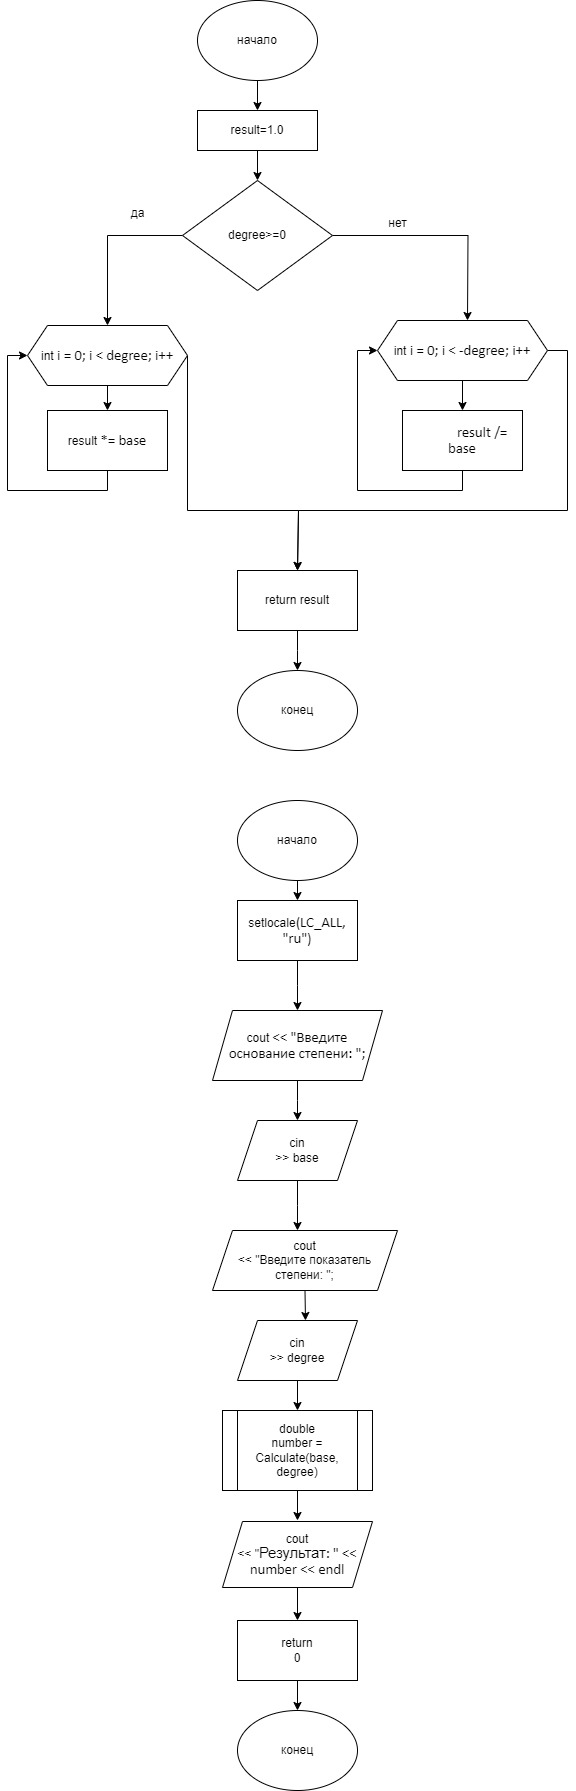 начало
result=1.0
degree>=0
да
нет
int i = 0; i < degree; i++
int i = 0; i < -degree; i++
result *= base
result /=
base
return result
конец
начало
setlocale(LC_ALL,
"ru")
cout << "Введите
основание степени: ";
cin
>> base
cout
<< "Введите показатель
степени: ";
cin
>> degree
double
number =
Calculate(base,
degree)
cout
<< "Результат: " <<
number << endl
return
0
конец